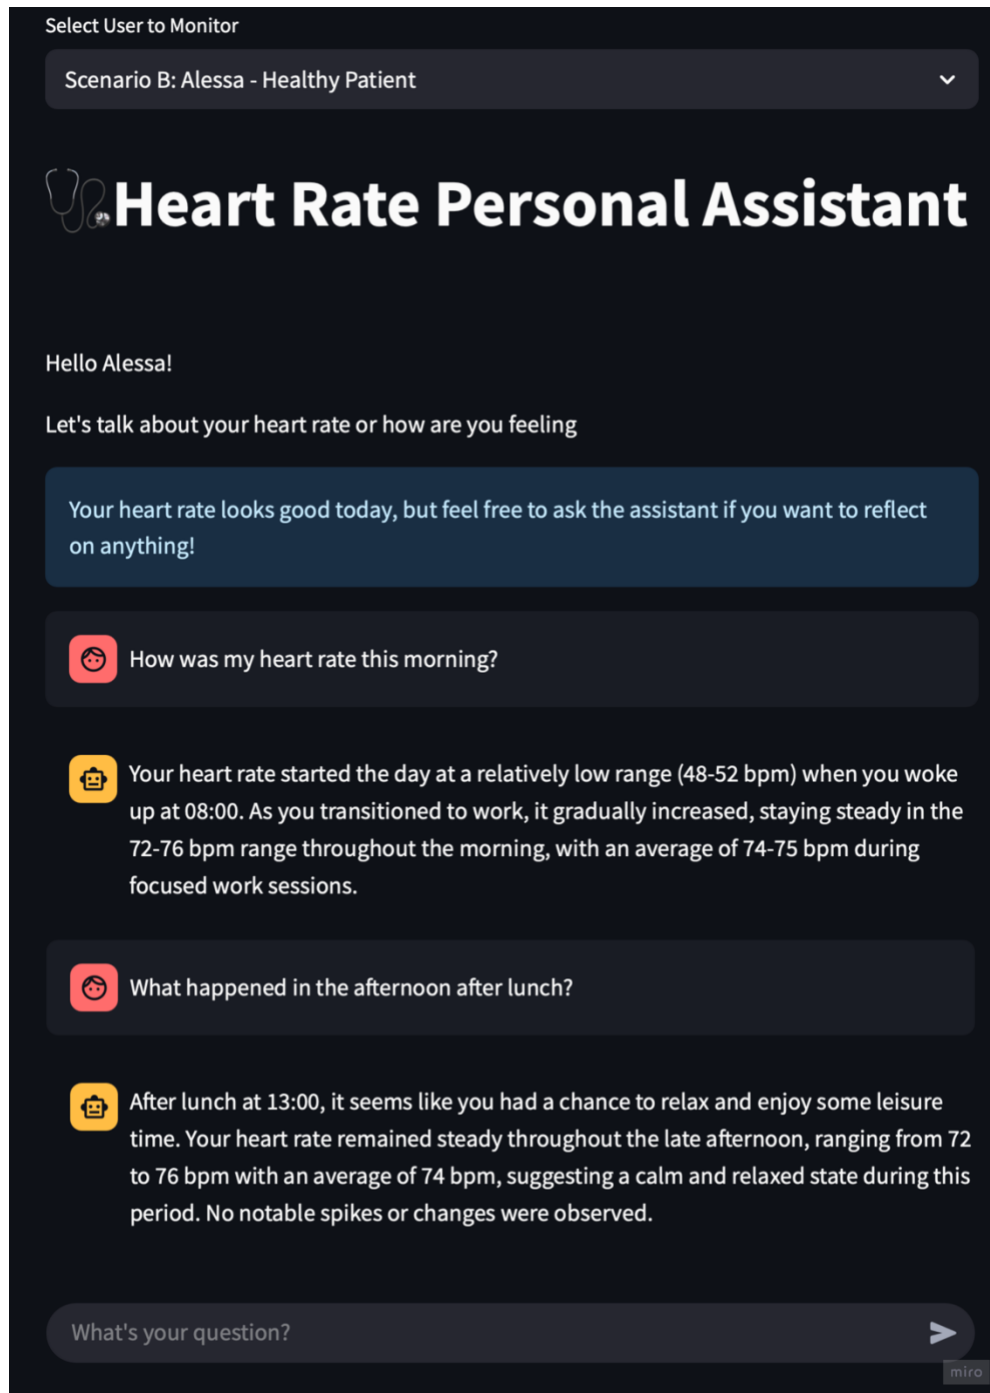 Select User to Monitor
Scenario B: Alessa - Healthy Patient
Heart Rate Personal Assistant
Hello Alessa!
Let's talk about your heart rate or how are you feeling
Your heart rate looks good today, but feel free to ask the assistant if you want to reflect
on anything!
How was my heart rate this morning?
Your heart rate started the day at a relatively low range (48-52 bpm) when you woke
up at 08:00. As you transitioned to work, it gradually increased, staying steady in the
72-76 bpm range throughout the morning, with an average of 74-75 bpm during
focused work sessions.
What happened in the afternoon after lunch?
After lunch at 13:00, it seems like you had a chance to relax and enjoy some leisure
time. Your heart rate remained steady throughout the late afternoon, ranging from 72
to 76 bpm with an average of 74 bpm, suggesting a calm and relaxed state during this
period. No notable spikes or changes were observed.
What's your question?
miro